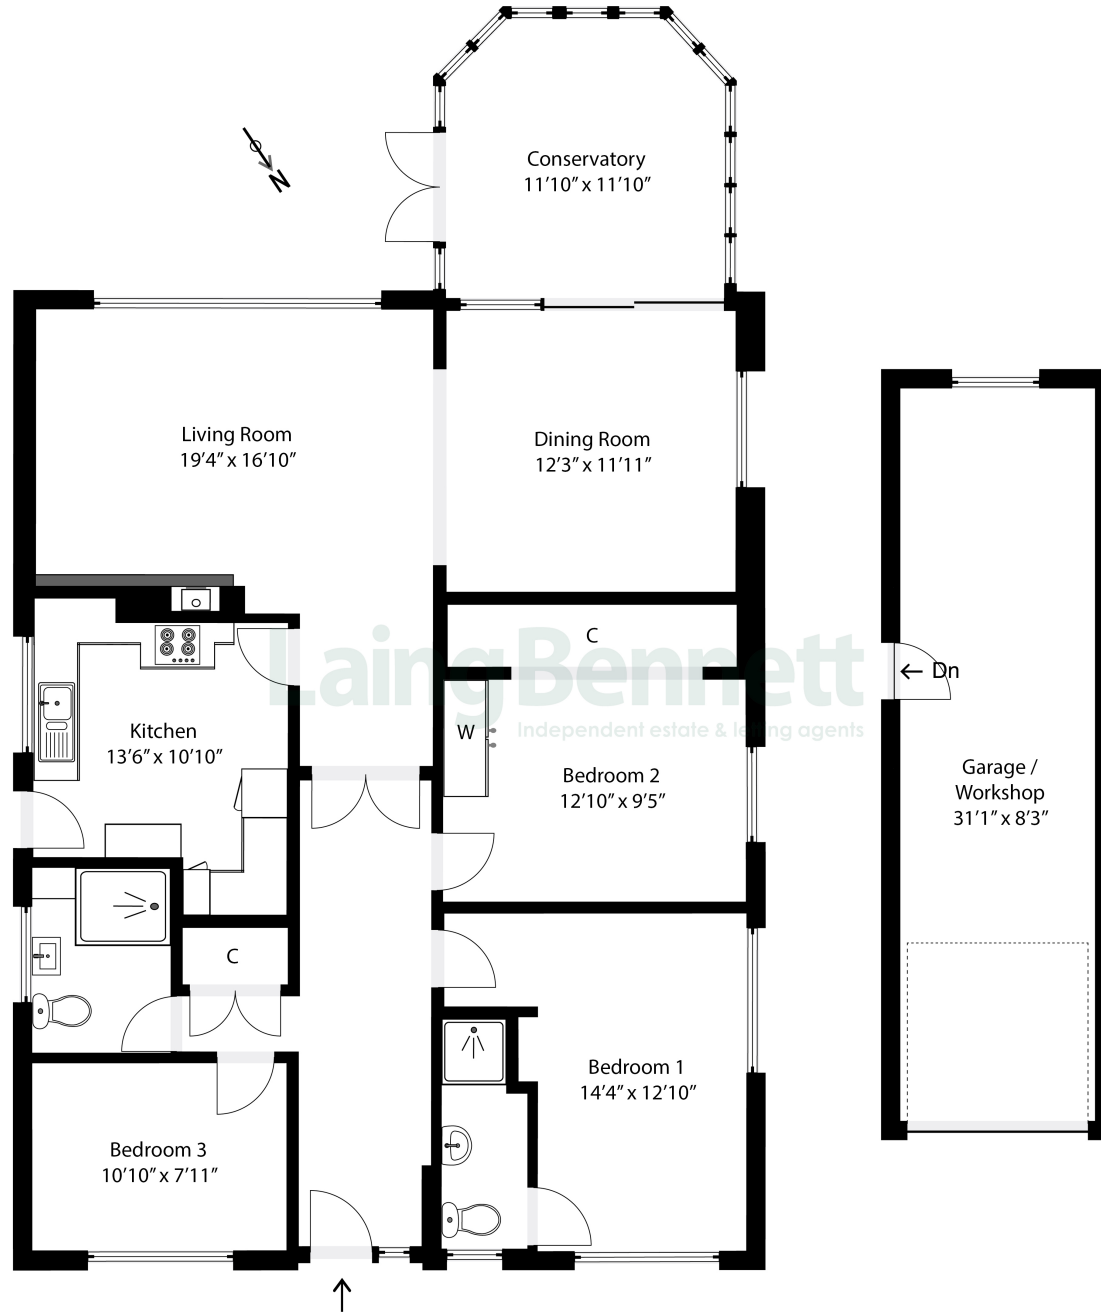 Conservatory
11’10” x 11’10”
N
Living Room
19’4” x 16’10”
Dining Room
12’3” x 11’11”
C
LaingBennett
Independent estate & letting agents
Dn
Kitchen
13’6” x 10’10”
W
Bedroom 2
12’10” x 9’5”
Garage /
Workshop
31’1” x 8’3”
C
Bedroom 1
14’4” x 12’10”
Bedroom 3
10’10” x 7’11”